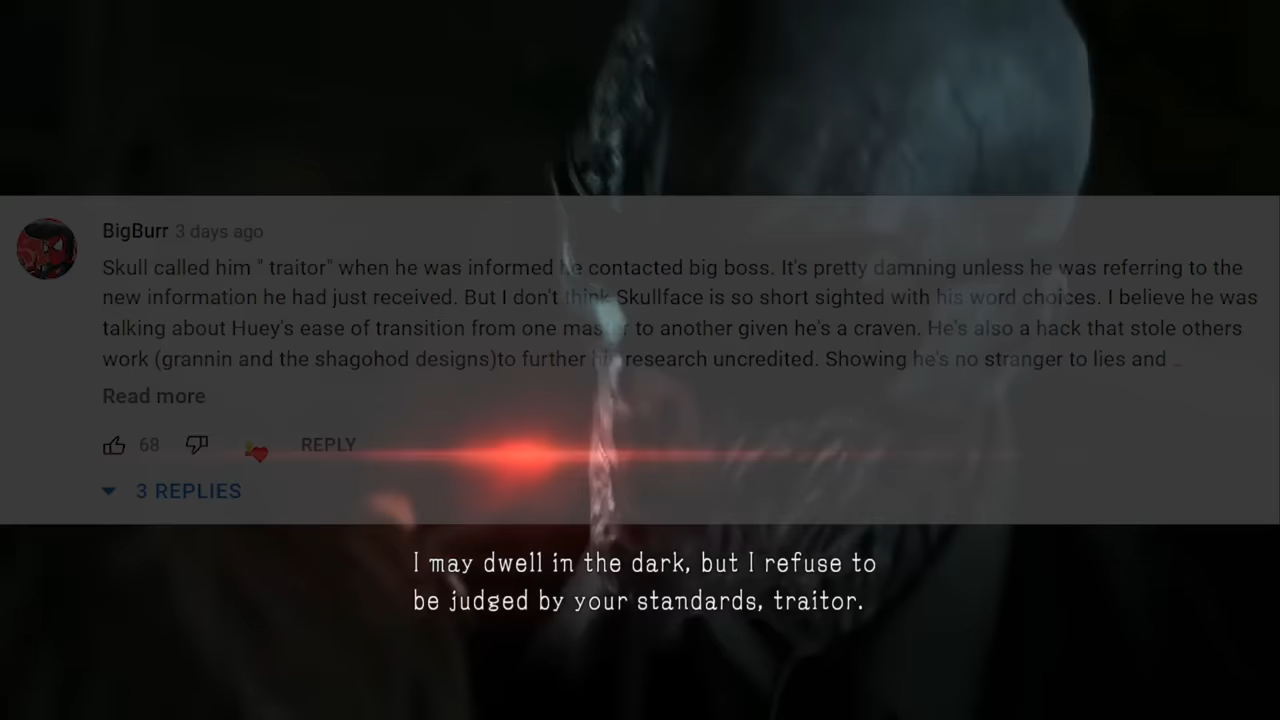 BigBurr 3 days ago
Skull called him " traitor" when he was informed he contacted big boss. It's pretty damning unless he was referring to the
new information he had just received. But I don't think Skullface is so short sighted with his word choices. I believe he was
talking about Huey's ease of transition from one master to another given he's a craven. He's also a hack that stole others
work (grannin and the shagohod designs)to further his research uncredited. Showing he's no stranger to lies and ...
Read more
68 REPLY
3 REPLIES
I may dwell in the dark, but I refuse to
be judged by your standards, traitor.